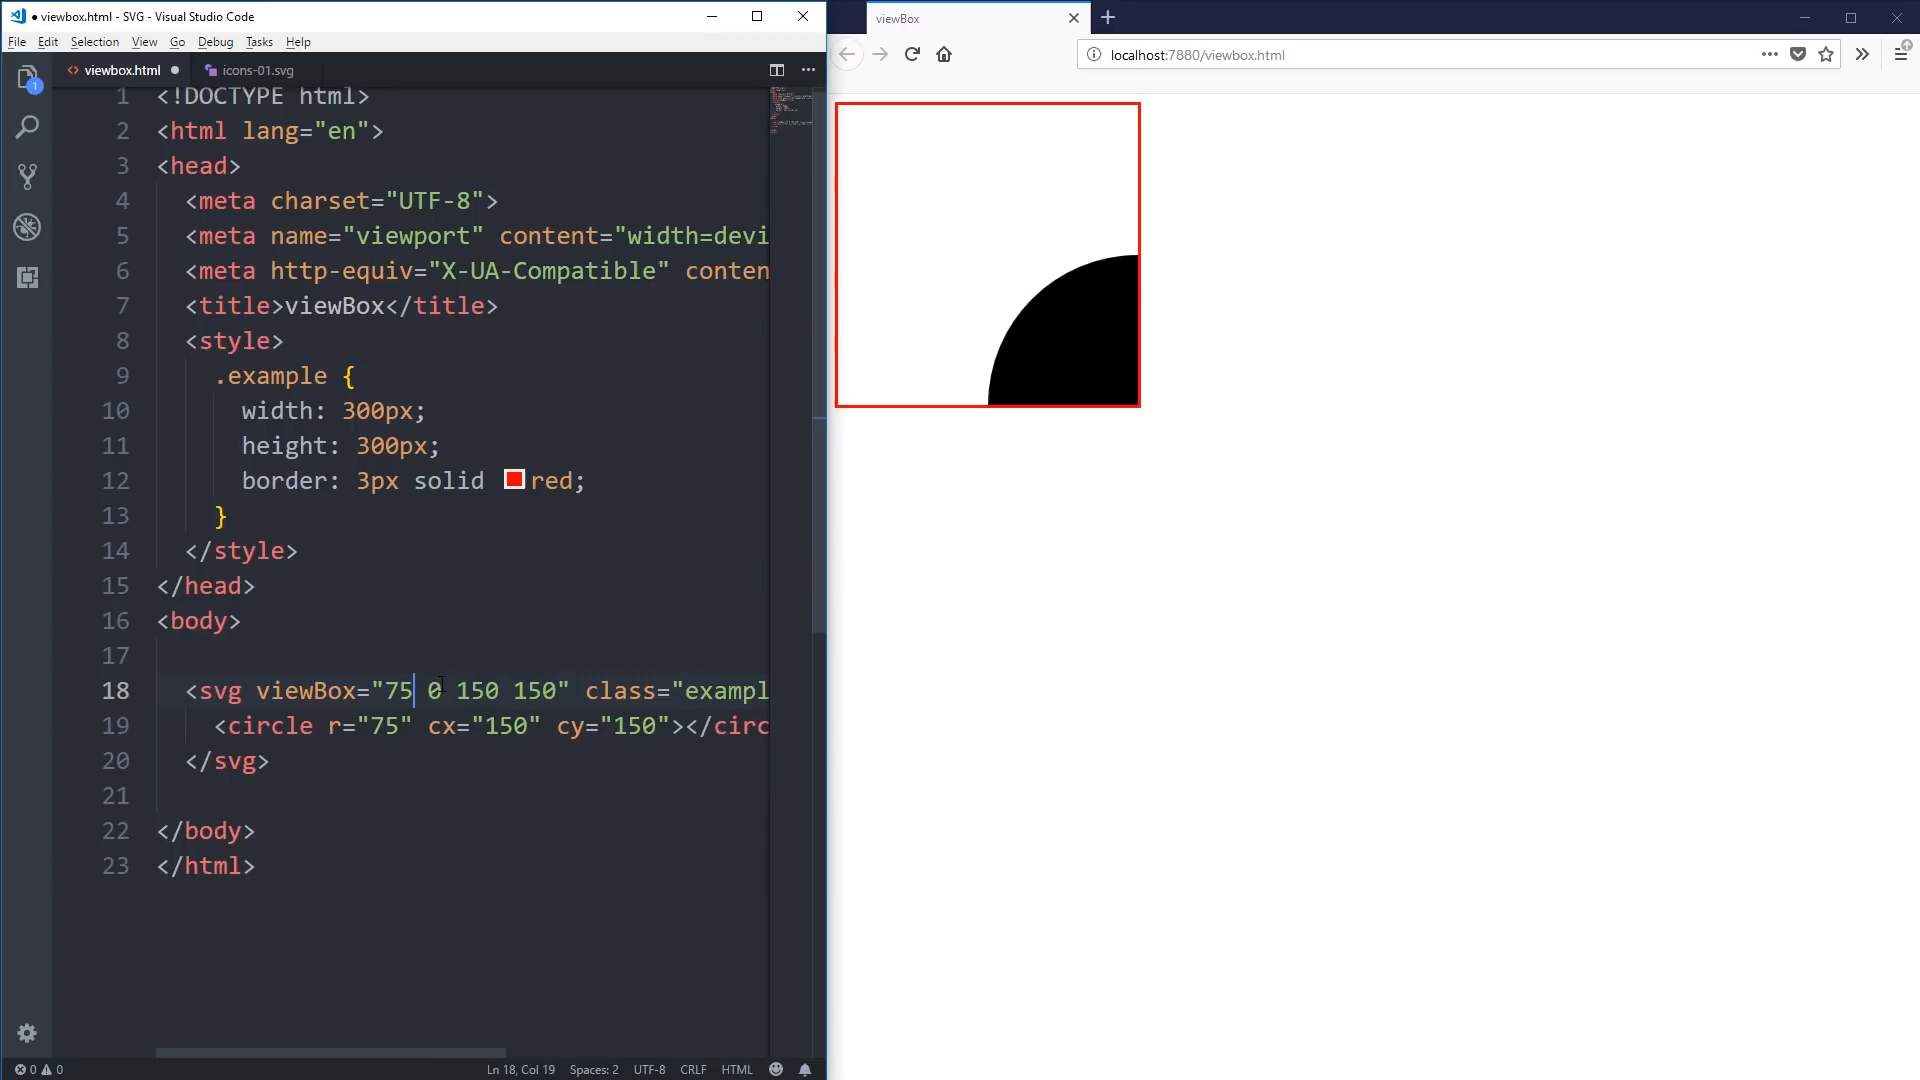 viewbox.html - SVG - Visual Studio Code
File Edit Selection View Go Debug Tasks Help
viewbox.html icons-01.svg
1 <!DOCTYPE html>
2 <html lang="en">
3 <head>
4 <meta charset="UTF-8">
5 <meta name="viewport" content="width=devi
6 <meta http-equiv="X-UA-Compatible" conten
7 <title>viewBox</title>
8 <style>
9 .example {
10 width: 300px;
11 height: 300px;
12 border: 3px solid red;
13 }
14 </style>
15 </head>
16 <body>
17
18 <svg viewBox="75 0 150 150" class="exampl
19 <circle r="75" cx="150" cy="150"></circ
20 </svg>
21
22 </body>
23 </html>
1
0 0 Ln 18, Col 19 Spaces: 2 UTF-8 CRLF HTML
viewBox
localhost:7880/viewbox.html